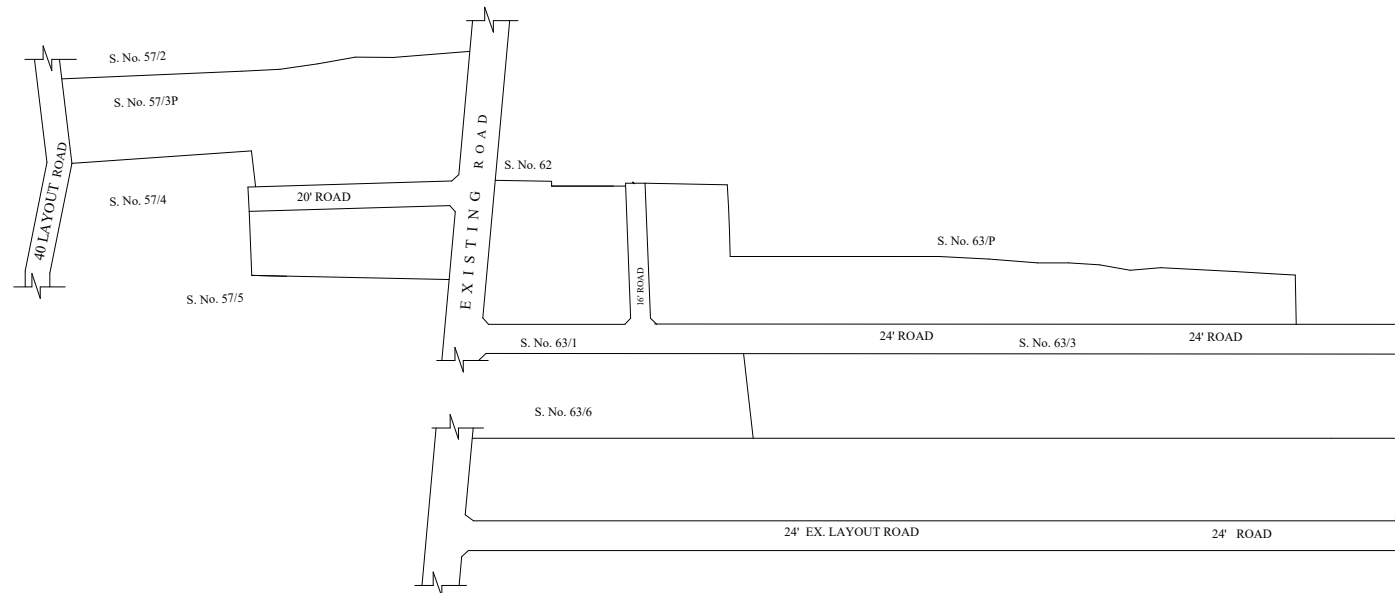 S. No. 57/2
S. No. 57/3P
40 LAYOUT ROAD
S. No. 57/4
20' ROAD
S. No. 57/5
EXISTING ROAD
S. No. 62
16' ROAD
S. No. 63/P
S. No. 63/1
24' ROAD
S. No. 63/3
24' ROAD
S. No. 63/6
24' EX. LAYOUT ROAD
24' ROAD